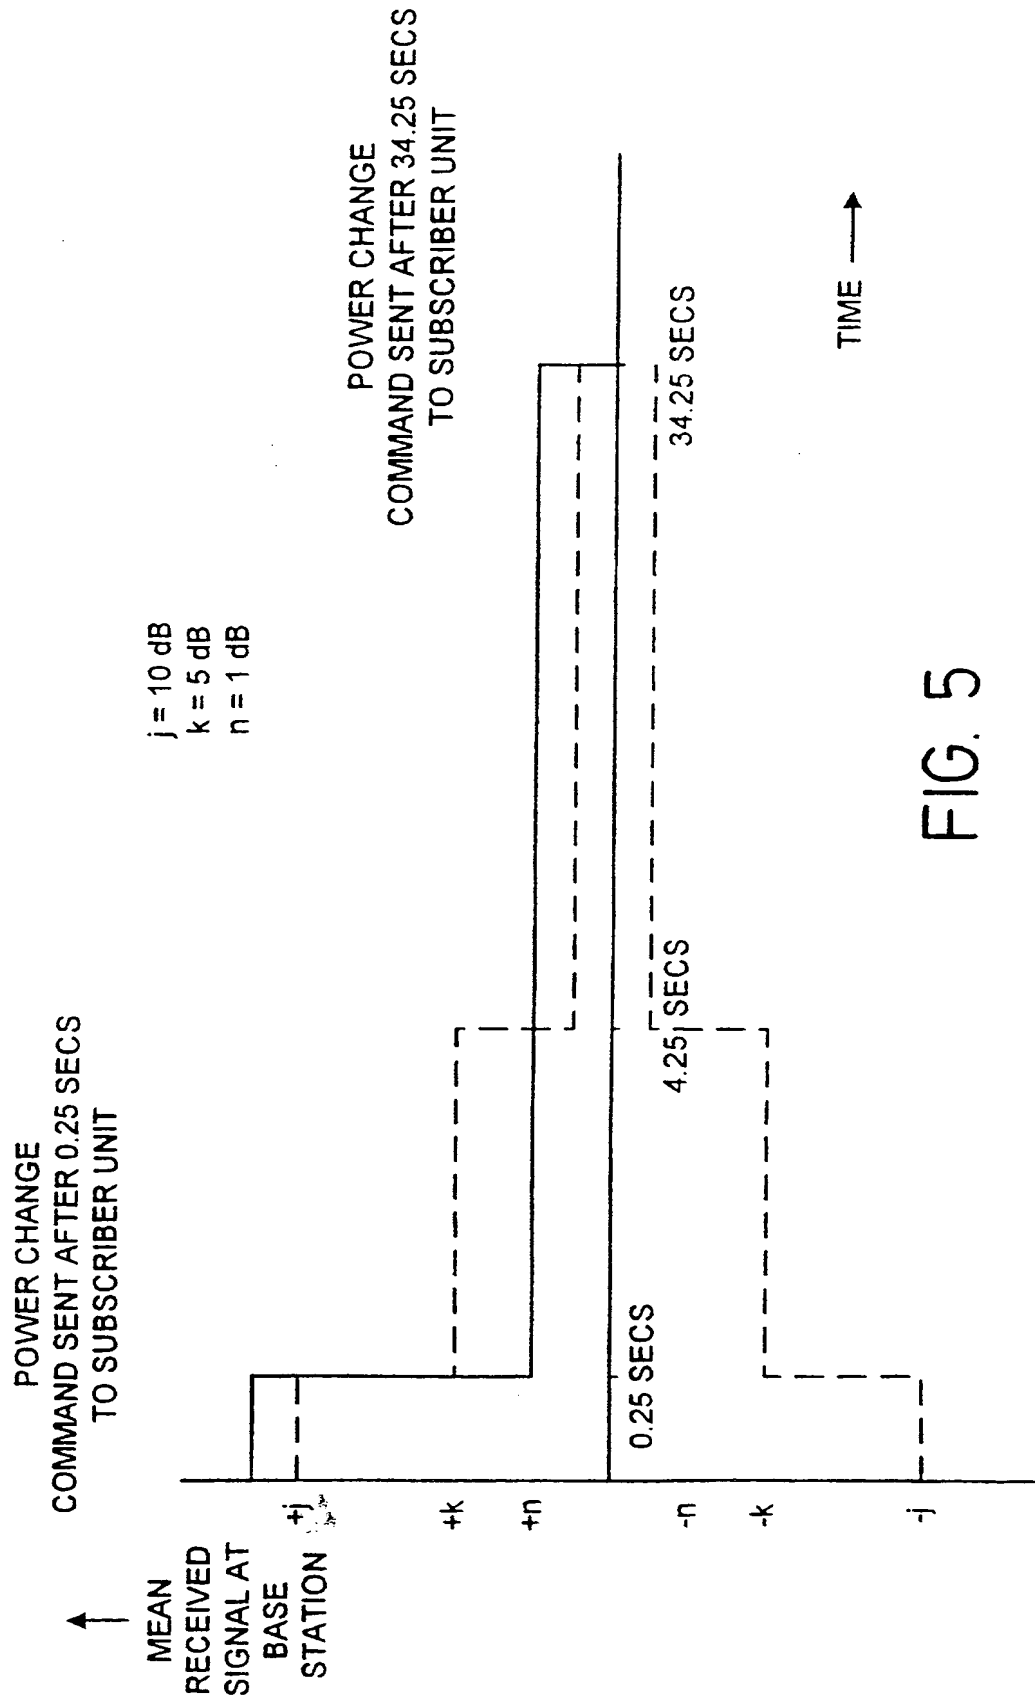 POWER CHANGE
COMMAND SENT AFTER 0.25 SECS
TO SUBSCRIBER UNIT
MEAN
RECEIVED
SIGNAL AT
BASE
STATION
j = 10 dB
k = 5 dB
n = 1 dB
POWER CHANGE
COMMAND SENT AFTER 34.25 SECS
TO SUBSCRIBER UNIT
+j
+k
+n
-n
-k
-j
0.25 SECS
4.25 SECS
34.25 SECS
TIME
FIG. 5